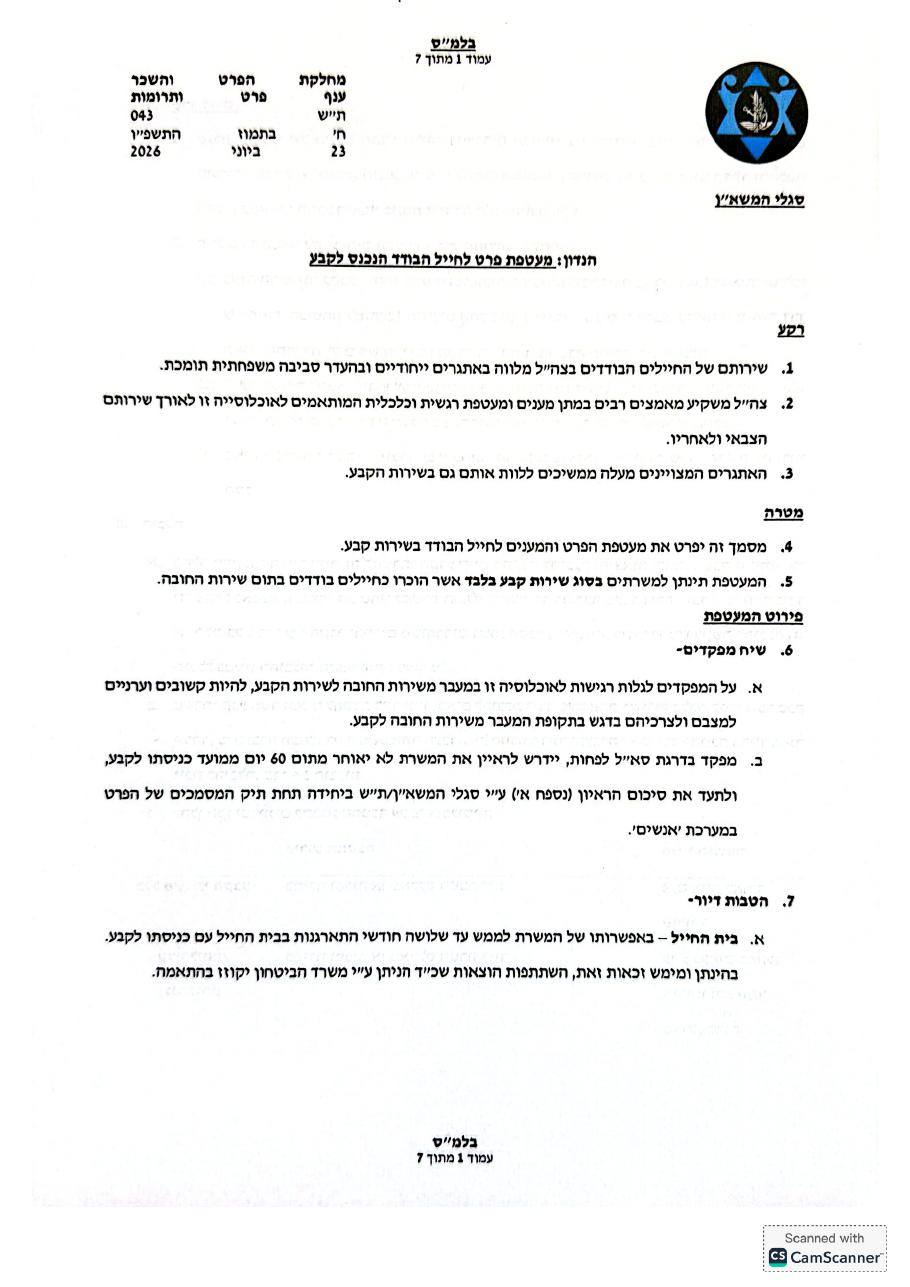 בלמ"ס
עמוד 1 מתוך 7
מחלקת הפרט והשכר
ענף פרט ותרומות
ת"ש 043
ח' בתמוז התשפ"ו
23 ביוני 2026
סגלי המשא"ן
הנדון: מעטפת פרט לחייל הבודד הנכנס לקבע
רקע
1. שירותם של החיילים הבודדים בצה"ל מלווה באתגרים ייחודיים ובהעדר סביבה משפחתית תומכת.
2. צה"ל משקיע מאמצים רבים במתן מענים ומעטפת רגשית וכלכלית המותאמים לאוכלוסייה זו לאורך שירותם
הצבאי ולאחריו.
3. האתגרים המצויינים מעלה ממשיכים ללוות אותם גם בשירות הקבע.
מטרה
4. מסמך זה יפרט את מעטפת הפרט והמענים לחייל הבודד בשירות קבע.
5. המעטפת תינתן למשרתים בסוג שירות קבע בלבד אשר הוכרו כחיילים בודדים בתום שירות החובה.
פירוט המעטפת
6. שיח מפקדים-
א. על המפקדים לגלות רגישות לאוכלוסיה זו במעבר משירות החובה לשירות הקבע, להיות קשובים וערניים
למצבם ולצרכיהם בדגש בתקופת המעבר משירות החובה לקבע.
ב. מפקד בדרגת סא"ל לפחות, יידרש לראיין את המשרת לא יאוחר מתום 60 יום ממועד כניסתו לקבע,
ולתעד את סיכום הראיון (נספח א') ע"י סגלי המשא"ן/ת"ש ביחידה תחת תיק המסמכים של הפרט
במערכת 'אנשים'.
7. הטבות דיור-
א. בית החייל – באפשרותו של המשרת לממש עד שלושה חודשי התארגנות בבית החייל עם כניסתו לקבע.
בהינתן ומימש זכאות זאת, השתתפות הוצאות שכ"ד הניתן ע"י משרד הביטחון יקוזז בהתאמה.
בלמ"ס
עמוד 1 מתוך 7
Scanned with
CS CamScanner